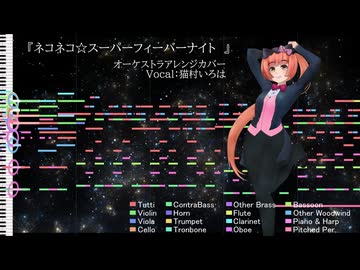 『ネコネコ☆スーパーフィーバーナイト 』
オーケストラアレンジカバー
Vocal：猫村いろは
Tutti
Violin
Viola
Cello
ContraBass
Horn
Trumpet
Trombone
Other Brass
Flute
Clarinet
Oboe
Bassoon
Other Woodwind
Piano & Harp
Pitched Per.